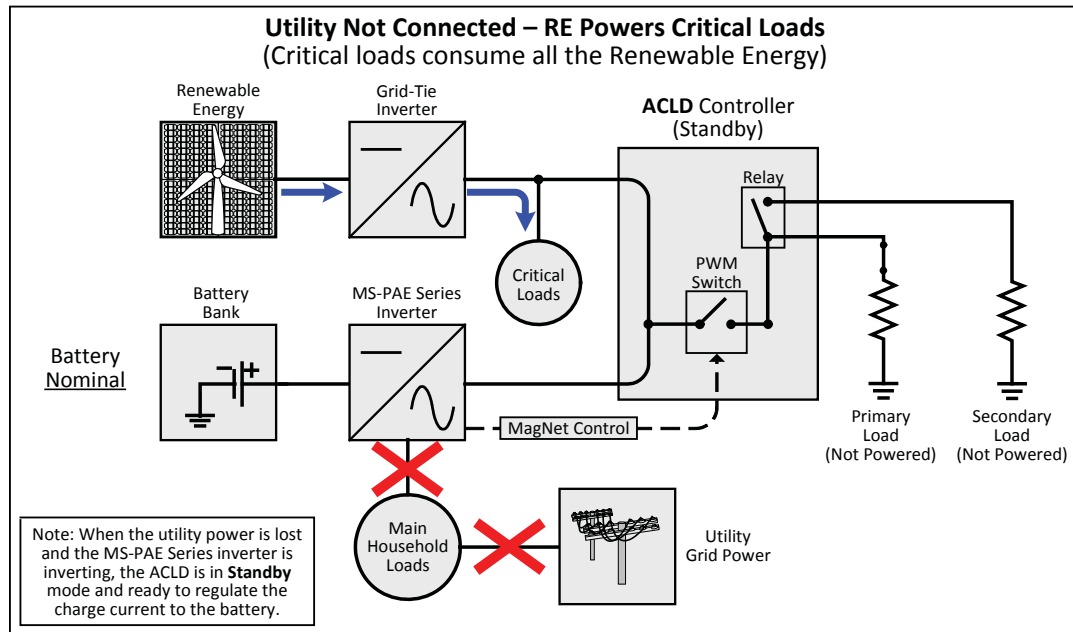 Utility Not Connected – RE Powers Critical Loads
(Critical loads consume all the Renewable Energy)
Renewable
Energy
Grid-Tie
Inverter
ACLD Controller
(Standby)
Relay
Critical
Loads
PWM
Switch
Battery
Bank
MS-PAE Series
Inverter
Battery
Nominal
MagNet Control
Primary
Load
(Not Powered)
Secondary
Load
(Not Powered)
Main
Household
Loads
Utility
Grid Power
Note: When the utility power is lost
and the MS-PAE Series inverter is
inverting, the ACLD is in Standby
mode and ready to regulate the
charge current to the battery.